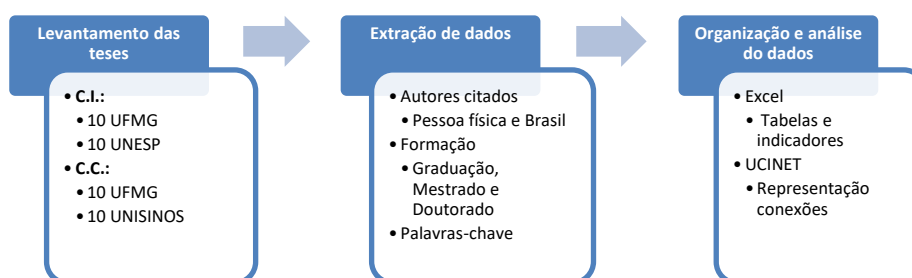 Levantamento das
teses
• C.I.:
• 10 UFMG
• 10 UNESP
• C.C.:
• 10 UFMG
• 10 UNISINOS
Extração de dados
• Autores citados
• Pessoa física e Brasil
• Formação
• Graduação,
Mestrado e
Doutorado
• Palavras-chave
Organização e análise
do dados
• Excel
• Tabelas e
indicadores
• UCINET
• Representação
conexões